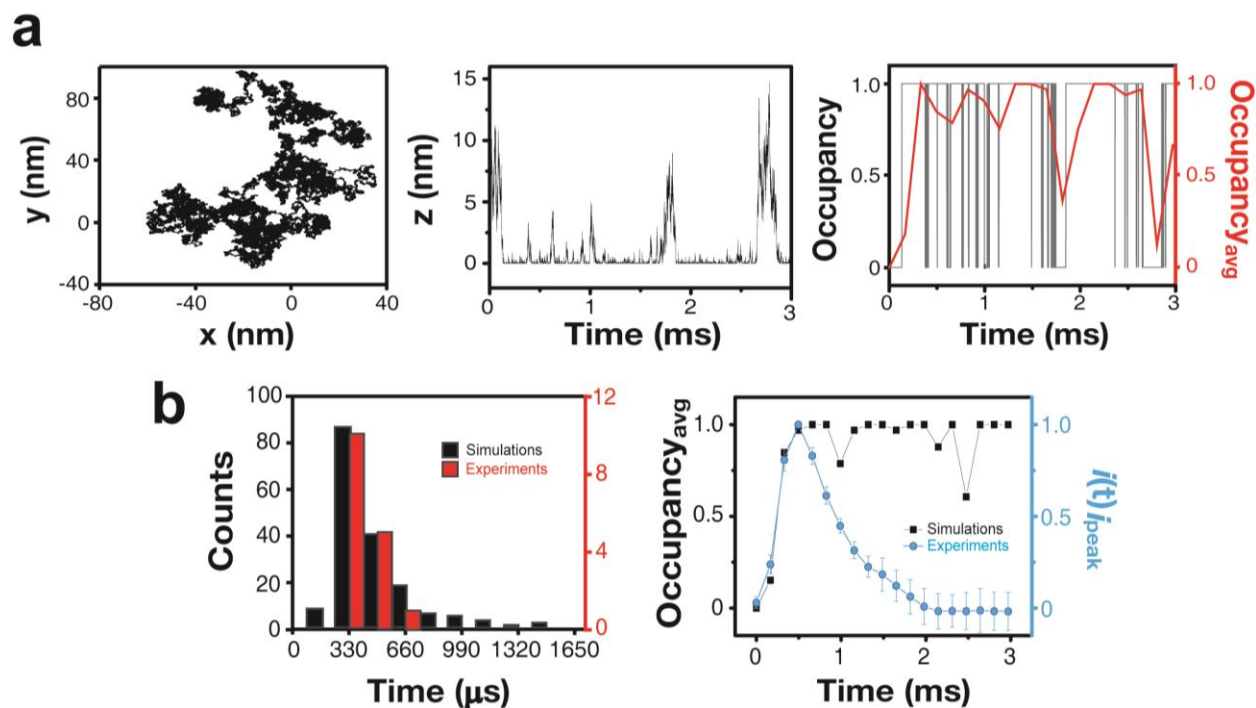 a
y (nm)
80
40
0
-40
-80
-40
0
40
x (nm)
z (nm)
15
10
5
0
0
1
2
3
Time (ms)
Occupancy
1.0
0.5
0
0
1
2
3
Time (ms)
1.0
0.5
0
Occupancyavg
b
Counts
100
80
60
40
20
0
0
330
660
990
1320
1650
Time (μs)
12
8
4
0
Simulations
Experiments
Occupancyavg
1.0
0.5
0
0
1
2
3
Time (ms)
1.0
0.5
0
i(t)ipeak
Simulations
Experiments